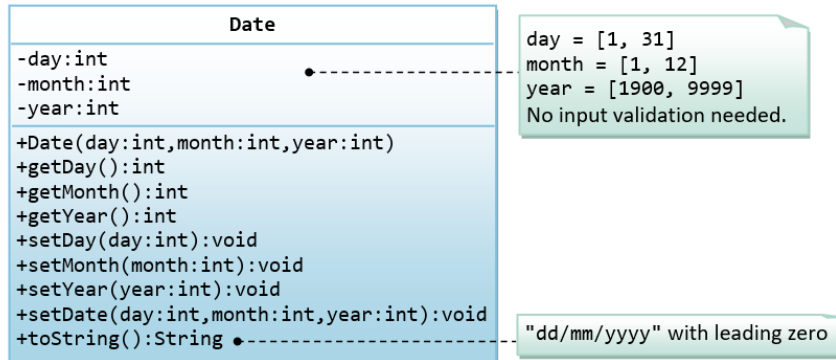 Date
-day:int
-month:int
-year:int
+Date(day:int,month:int,year:int)
+getDay():int
+getMonth():int
+getYear():int
+setDay(day:int):void
+setMonth(month:int):void
+setYear(year:int):void
+setDate(day:int,month:int,year:int):void
+toString():String
day = [1, 31]
month = [1, 12]
year = [1900, 9999]
No input validation needed.
"dd/mm/yyyy" with leading zero